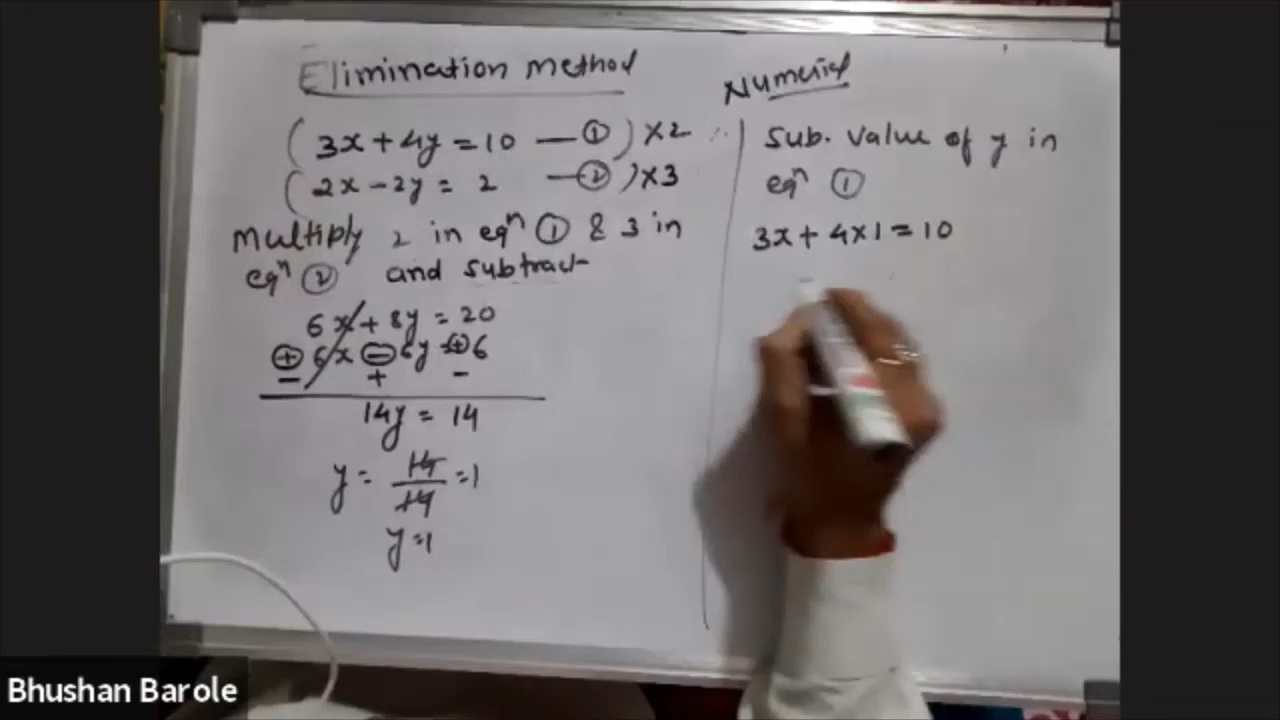 Elimination method
(3x + 4y = 10 — ①) ×2
(2x - 2y = 2 — ②) ×3
Multiply 2 in eqⁿ ① & 3 in
eqⁿ ② and subtract
6x + 8y = 20
⊕ 6x ⊖ 6y = ⊕ 6
− + −
14y = 14
y = 14/14 = 1
y = 1
Numerical
Sub. value of y in
eqⁿ ①
3x + 4×1 = 10
Bhushan Barole